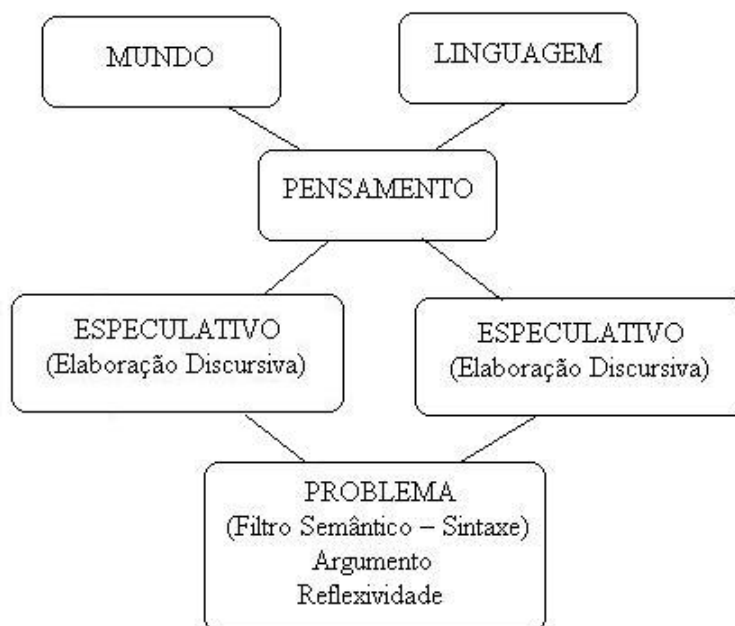 MUNDO
LINGUAGEM
PENSAMENTO
ESPECULATIVO
(Elaboração Discursiva)
ESPECULATIVO
(Elaboração Discursiva)
PROBLEMA
(Filtro Semântico – Sintaxe)
Argumento
Reflexividade